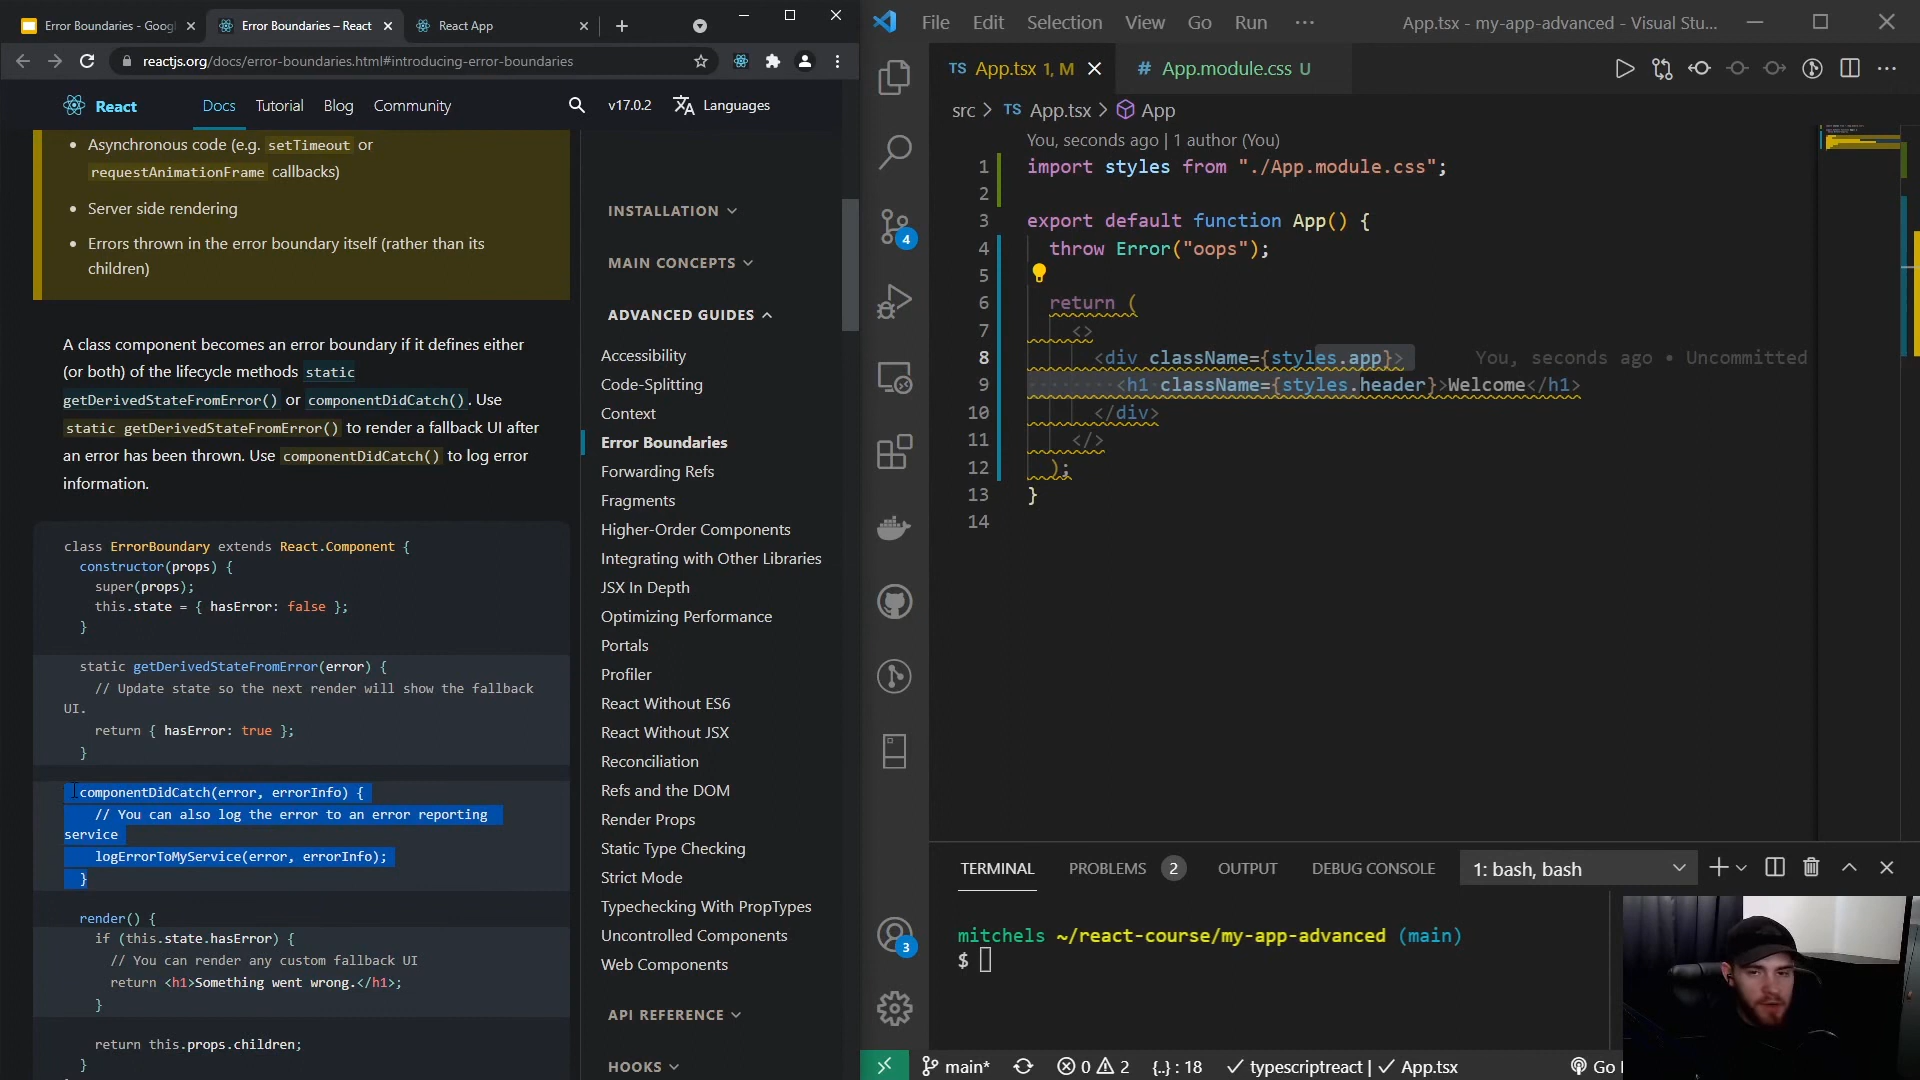 Error Boundaries - Googl
Error Boundaries – React
React App
reactjs.org/docs/error-boundaries.html#introducing-error-boundaries
React
Docs
Tutorial
Blog
Community
v17.0.2
Languages
Asynchronous code (e.g. setTimeout or
requestAnimationFrame callbacks)
Server side rendering
Errors thrown in the error boundary itself (rather than its
children)
A class component becomes an error boundary if it defines either
(or both) of the lifecycle methods static
getDerivedStateFromError() or componentDidCatch(). Use
static getDerivedStateFromError() to render a fallback UI after
an error has been thrown. Use componentDidCatch() to log error
information.
class ErrorBoundary extends React.Component {
constructor(props) {
super(props);
this.state = { hasError: false };
}
static getDerivedStateFromError(error) {
// Update state so the next render will show the fallback
UI.
return { hasError: true };
}
componentDidCatch(error, errorInfo) {
// You can also log the error to an error reporting
service
logErrorToMyService(error, errorInfo);
}
render() {
if (this.state.hasError) {
// You can render any custom fallback UI
return <h1>Something went wrong.</h1>;
}
return this.props.children;
}
INSTALLATION
MAIN CONCEPTS
ADVANCED GUIDES
Accessibility
Code-Splitting
Context
Error Boundaries
Forwarding Refs
Fragments
Higher-Order Components
Integrating with Other Libraries
JSX In Depth
Optimizing Performance
Portals
Profiler
React Without ES6
React Without JSX
Reconciliation
Refs and the DOM
Render Props
Static Type Checking
Strict Mode
Typechecking With PropTypes
Uncontrolled Components
Web Components
API REFERENCE
HOOKS
File Edit Selection View Go Run ···
App.tsx - my-app-advanced - Visual Stu...
TS App.tsx 1, M
# App.module.css U
src > TS App.tsx > App
You, seconds ago | 1 author (You)
1 import styles from "./App.module.css";
2
3 export default function App() {
4 throw Error("oops");
5
6 return (
7 <>
8 <div className={styles.app}> You, seconds ago • Uncommitted
9 <h1 className={styles.header}>Welcome</h1>
10 </div>
11 </>
12 );
13 }
14
4
3
TERMINAL
PROBLEMS 2
OUTPUT
DEBUG CONSOLE
1: bash, bash
mitchels ~/react-course/my-app-advanced (main)
$
main*
0
2
{..} : 18
typescriptreact |
App.tsx
Go